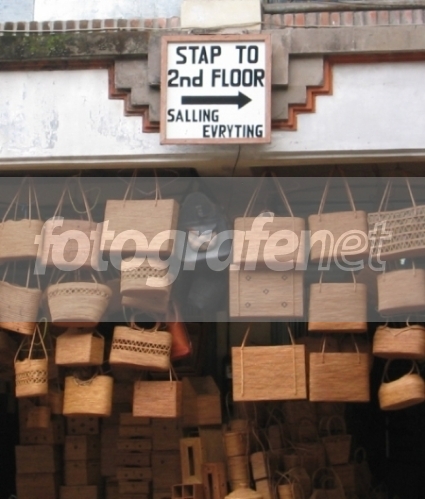 STAP TO
2nd FLOOR
SALLING
EVRYTING
fotografenet